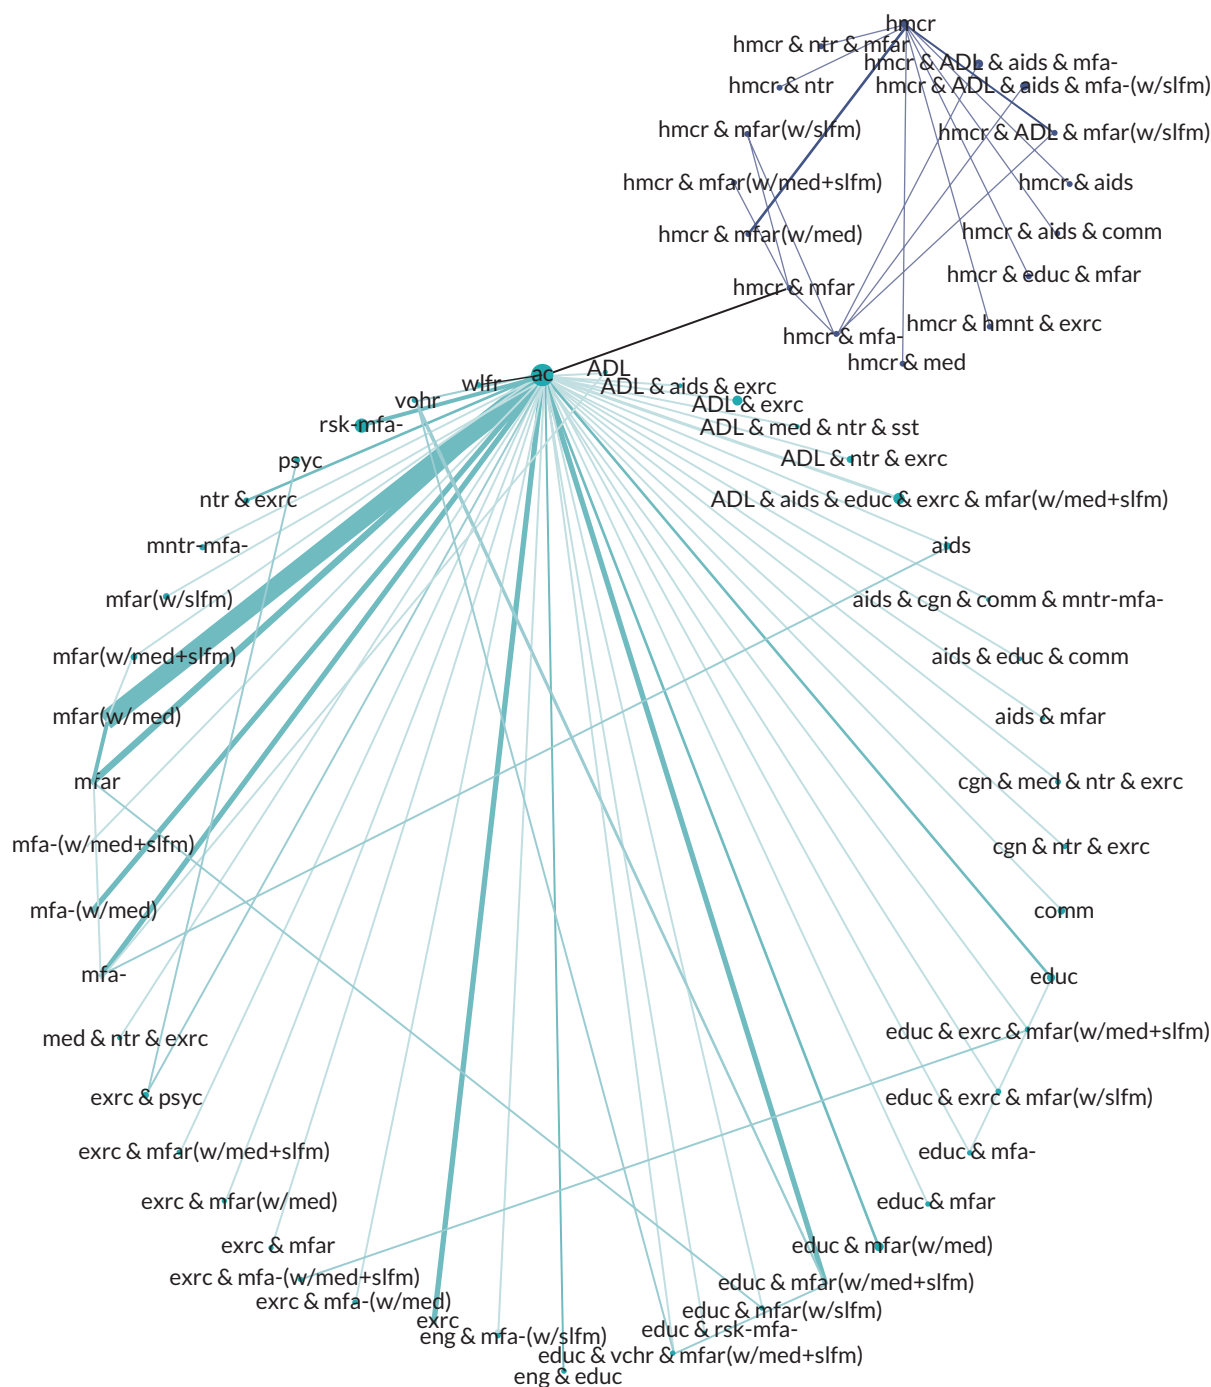 hmcr
hmcr & ntr & mfar
hmcr & ADL & aids & mfa-
hmcr & ntr
hmcr & ADL & aids & mfa-(w/slfm)
hmcr & mfar(w/slfm)
hmcr & ADL & mfar(w/slfm)
hmcr & mfar(w/med+slfm)
hmcr & aids
hmcr & mfar(w/med)
hmcr & aids & comm
hmcr & educ & mfar
hmcr & mfar
hmcr & hmnt & exrc
hmcr & mfa-
hmcr & med
ac
ADL
wlfr
ADL & aids & exrc
vohr
ADL & exrc
rsk-mfa-
ADL & med & ntr & sst
psyc
ADL & ntr & exrc
ntr & exrc
ADL & aids & educ & exrc & mfar(w/med+slfm)
mntr-mfa-
aids
mfar(w/slfm)
aids & cgn & comm & mntr-mfa-
mfar(w/med+slfm)
aids & educ & comm
mfar(w/med)
aids & mfar
mfar
cgn & med & ntr & exrc
mfa-(w/med+slfm)
cgn & ntr & exrc
mfa-(w/med)
comm
mfa-
educ
med & ntr & exrc
educ & exrc & mfar(w/med+slfm)
exrc & psyc
educ & exrc & mfar(w/slfm)
exrc & mfar(w/med+slfm)
educ & mfa-
exrc & mfar(w/med)
educ & mfar
exrc & mfar
educ & mfar(w/med)
exrc & mfa-(w/med+slfm)
educ & mfar(w/med+slfm)
exrc & mfa-(w/med)
educ & mfar(w/slfm)
exrc
educ & rsk-mfa-
eng & mfa-(w/slfm)
educ & vchr & mfar(w/med+slfm)
eng & educ